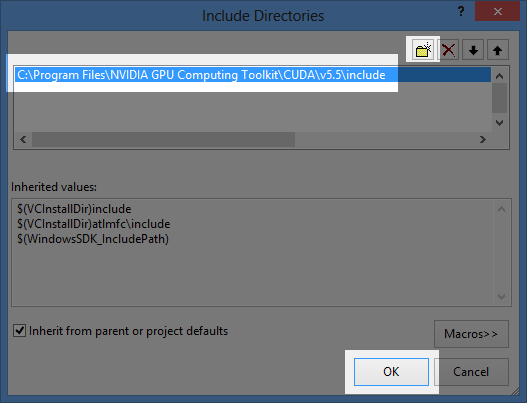 Include Directories
?
C:\Program Files\NVIDIA GPU Computing Toolkit\CUDA\v5.5\include
Inherited values:
$(VCInstallDir)include
$(VCInstallDir)atlmfc\include
$(WindowsSDK_IncludePath)
Inherit from parent or project defaults
Macros>>
OK
Cancel